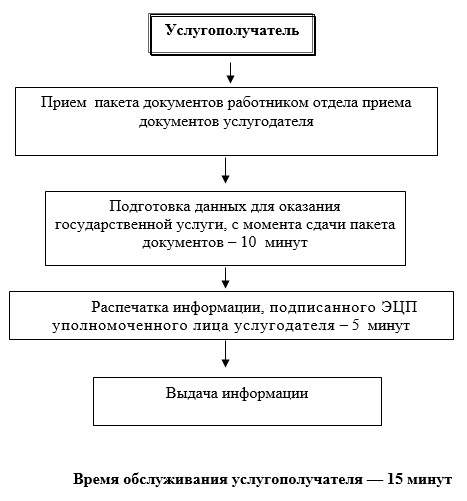 Услугополучатель
Прием пакета документов работником отдела приема
документов услугодателя
Подготовка данных для оказания
государственной услуги, с момента сдачи пакета
документов – 10 минут
Распечатка информации, подписанного ЭЦП
уполномоченного лица услугодателя – 5 минут
Выдача информации
Время обслуживания услугополучателя — 15 минут